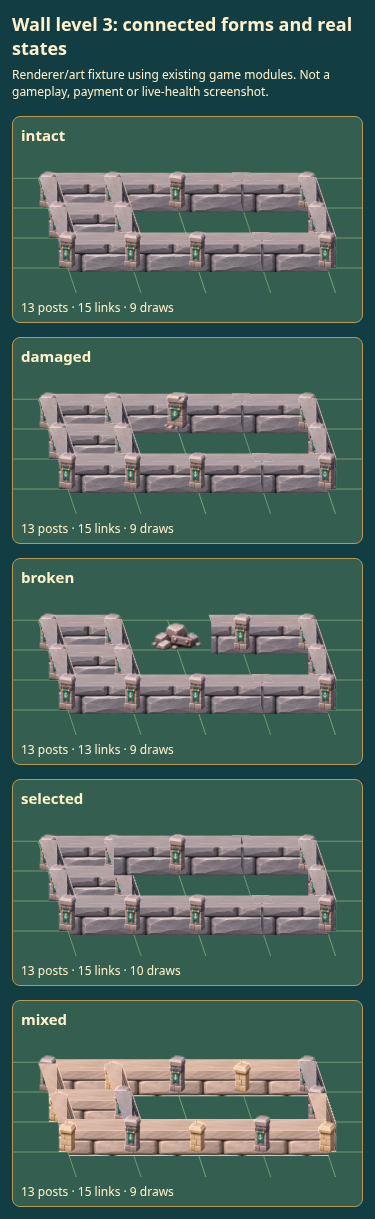 Wall level 3: connected forms and real
states
Renderer/art fixture using existing game modules. Not a
gameplay, payment or live-health screenshot.
intact
13 posts · 15 links · 9 draws
damaged
13 posts · 15 links · 9 draws
broken
13 posts · 13 links · 9 draws
selected
13 posts · 15 links · 10 draws
mixed
13 posts · 15 links · 9 draws